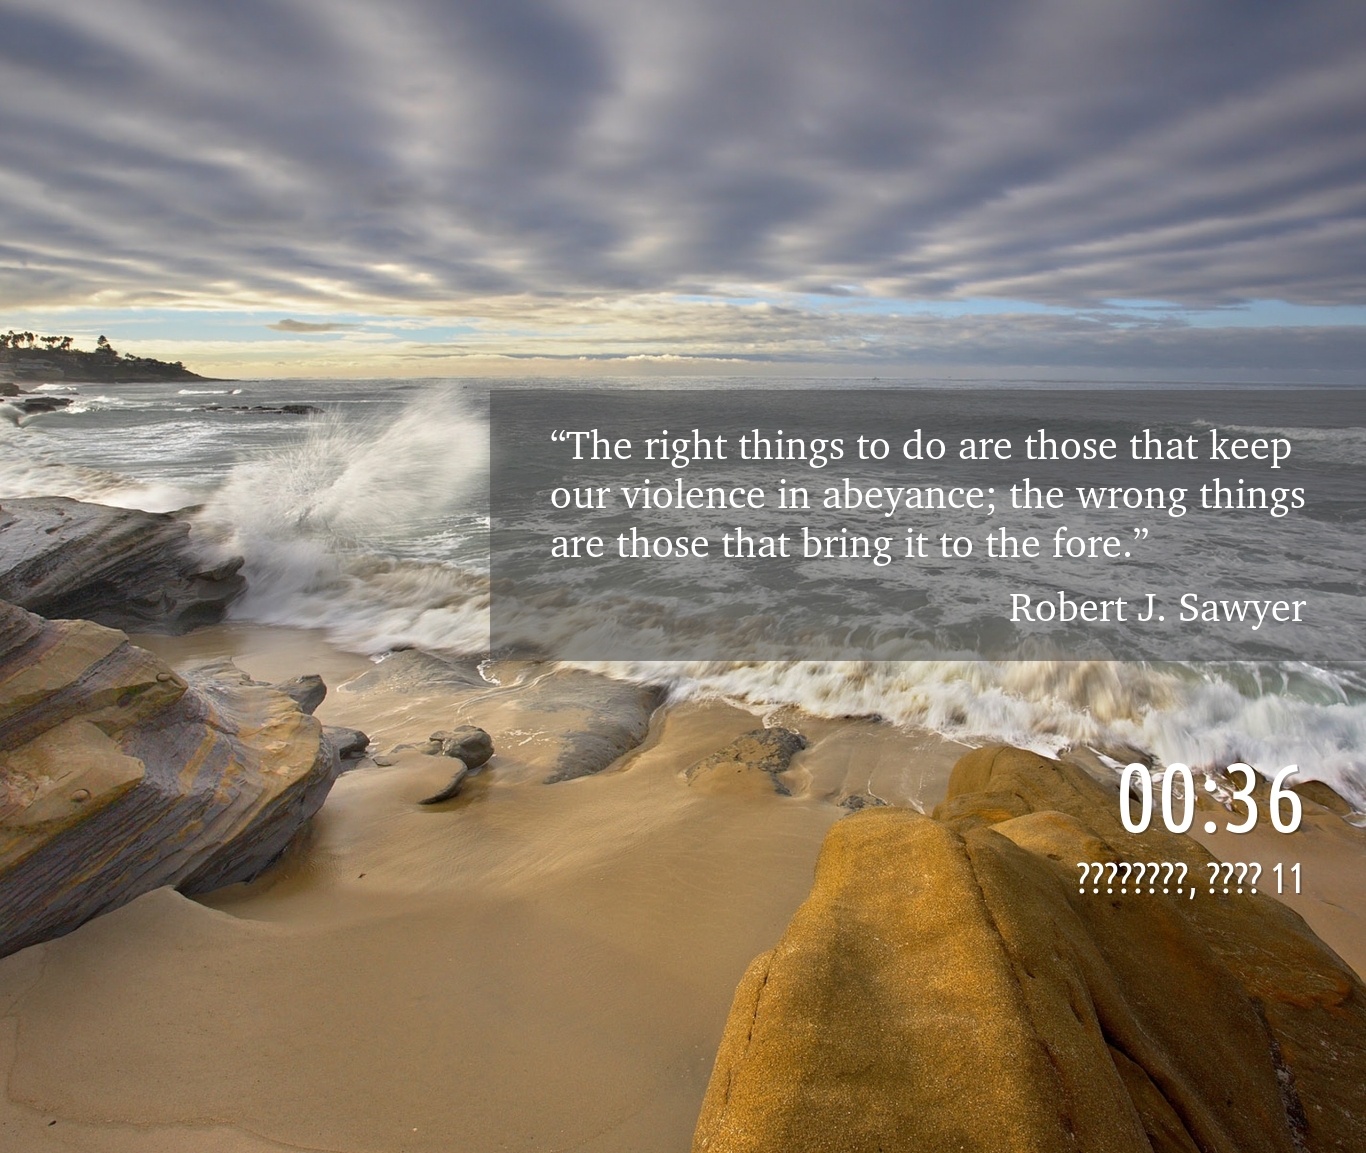 “The right things to do are those that keep
our violence in abeyance; the wrong things
are those that bring it to the fore.”
Robert J. Sawyer
00:36
????????, ???? 11